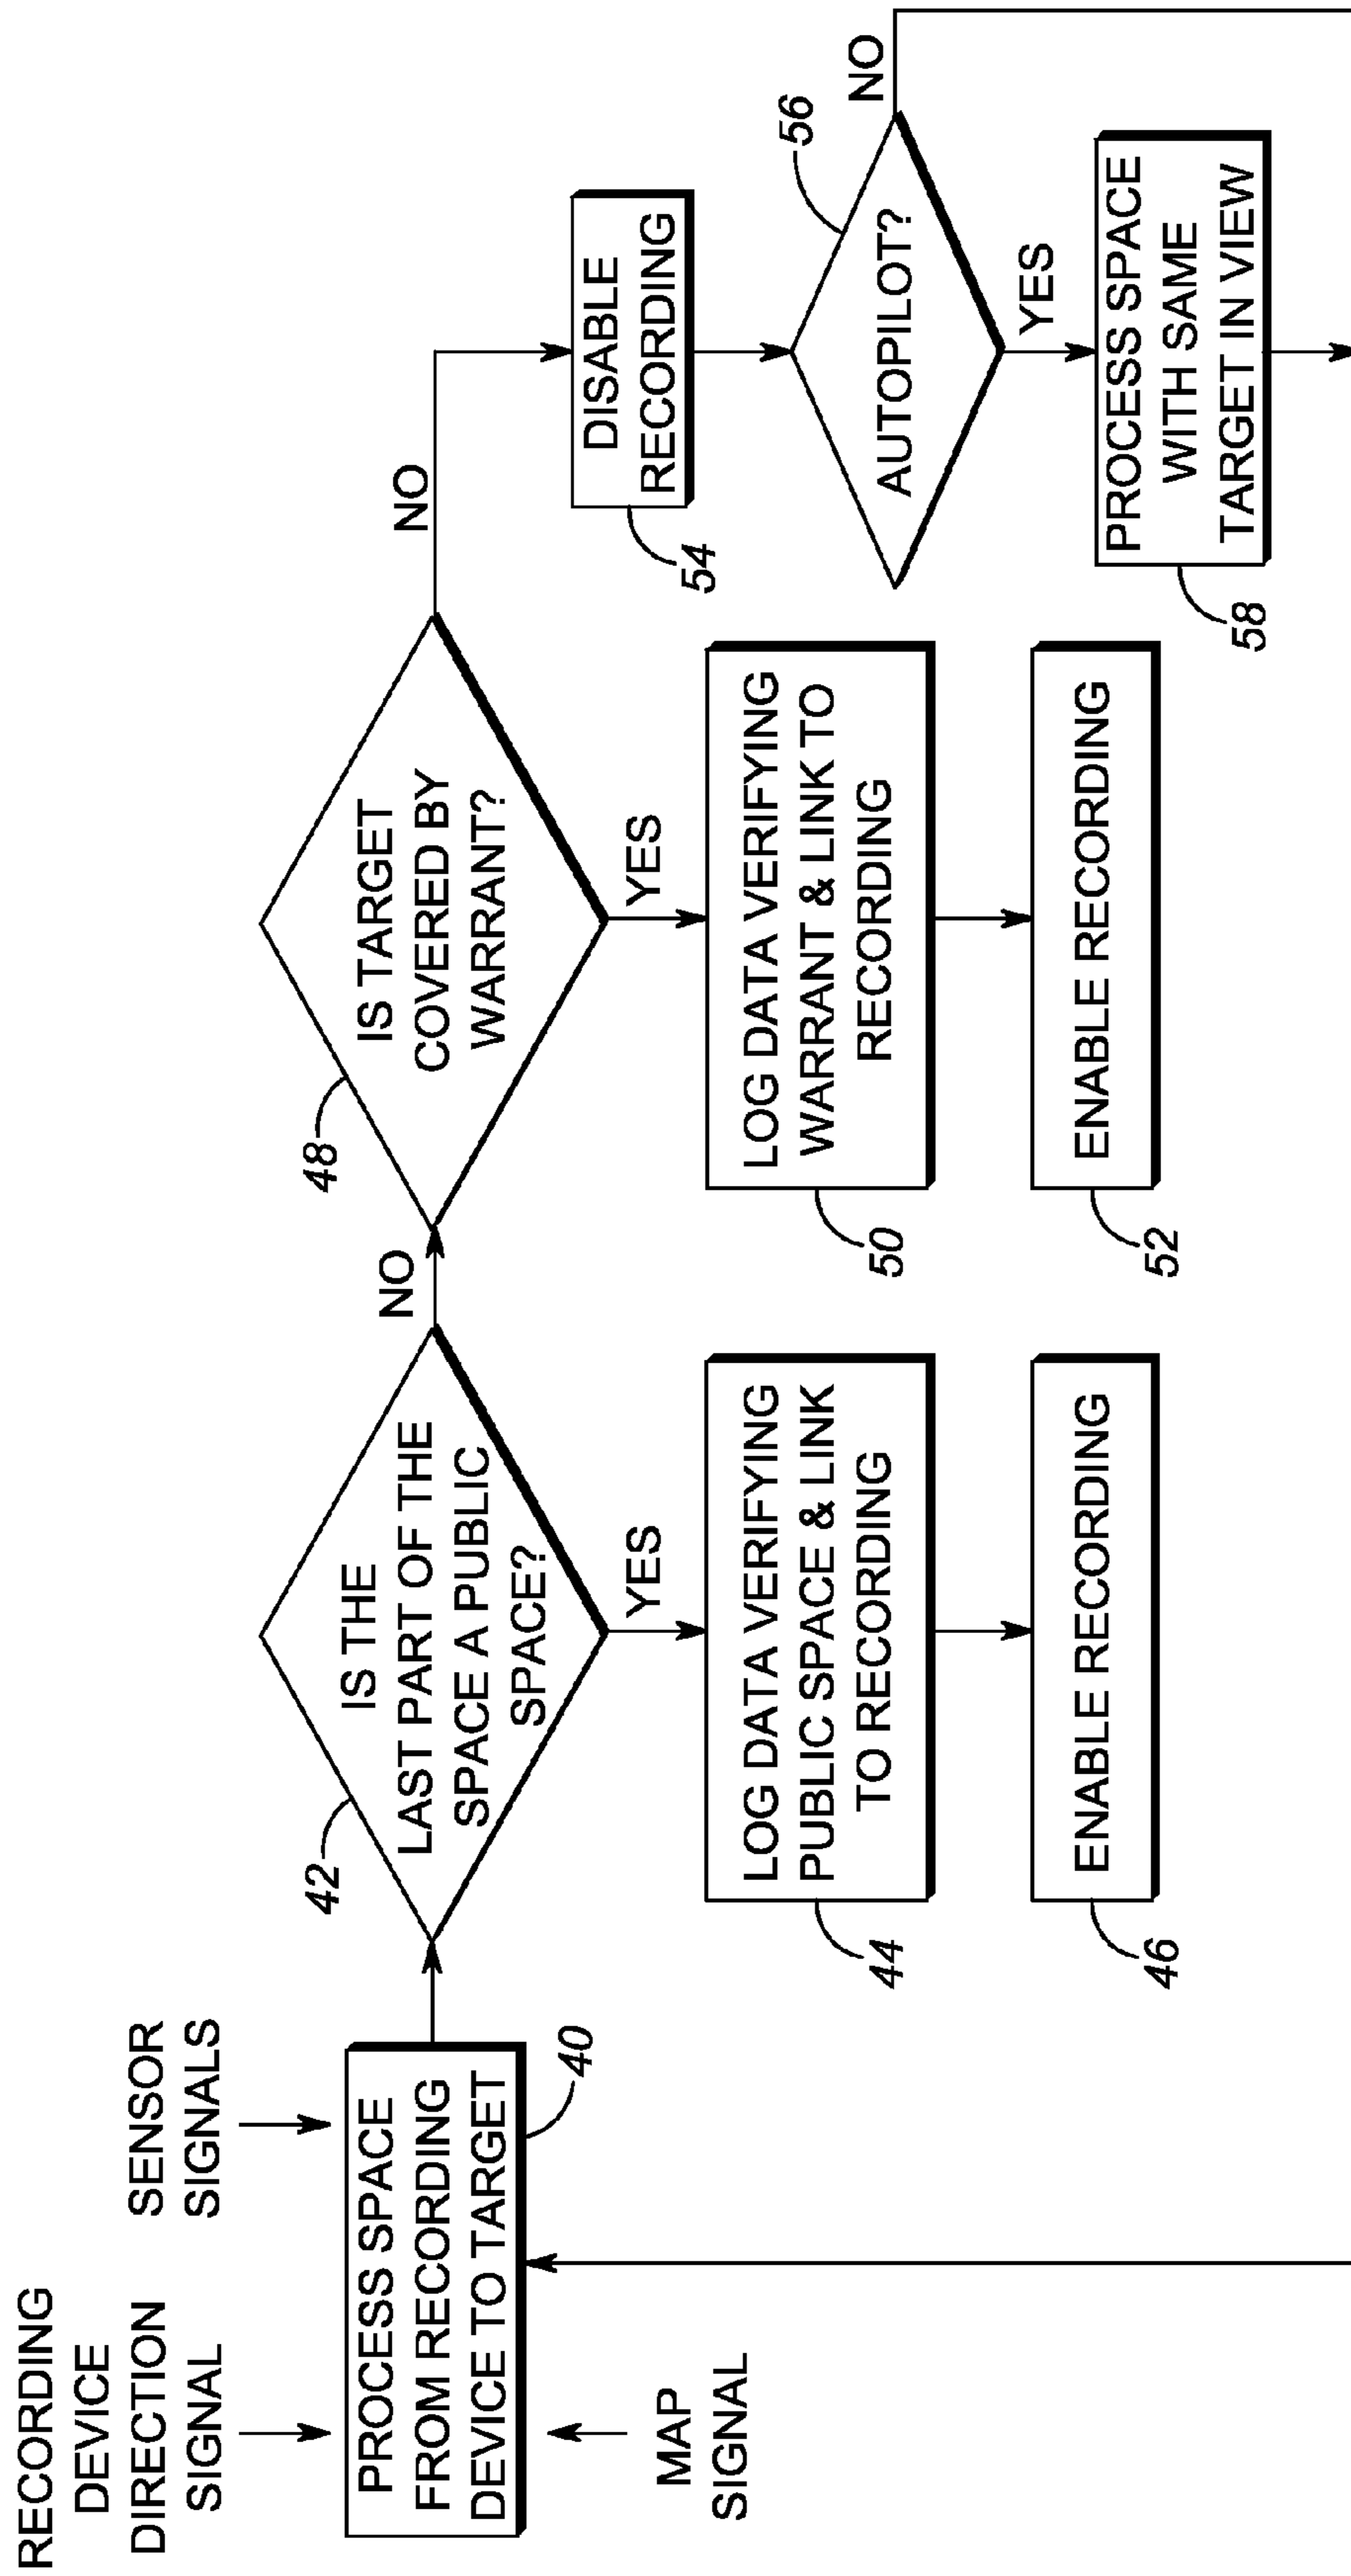 RECORDING
DEVICE
DIRECTION
SIGNAL
SENSOR
SIGNALS
PROCESS SPACE
FROM RECORDING
DEVICE TO TARGET
40
MAP
SIGNAL
42
IS THE
LAST PART OF THE
SPACE A PUBLIC
SPACE?
NO
YES
LOG DATA VERIFYING
PUBLIC SPACE & LINK
TO RECORDING
44
ENABLE RECORDING
46
48
IS TARGET
COVERED BY
WARRANT?
NO
YES
LOG DATA VERIFYING
WARRANT & LINK TO
RECORDING
50
ENABLE RECORDING
52
DISABLE
RECORDING
54
56
AUTOPILOT?
NO
YES
PROCESS SPACE
WITH SAME
TARGET IN VIEW
58